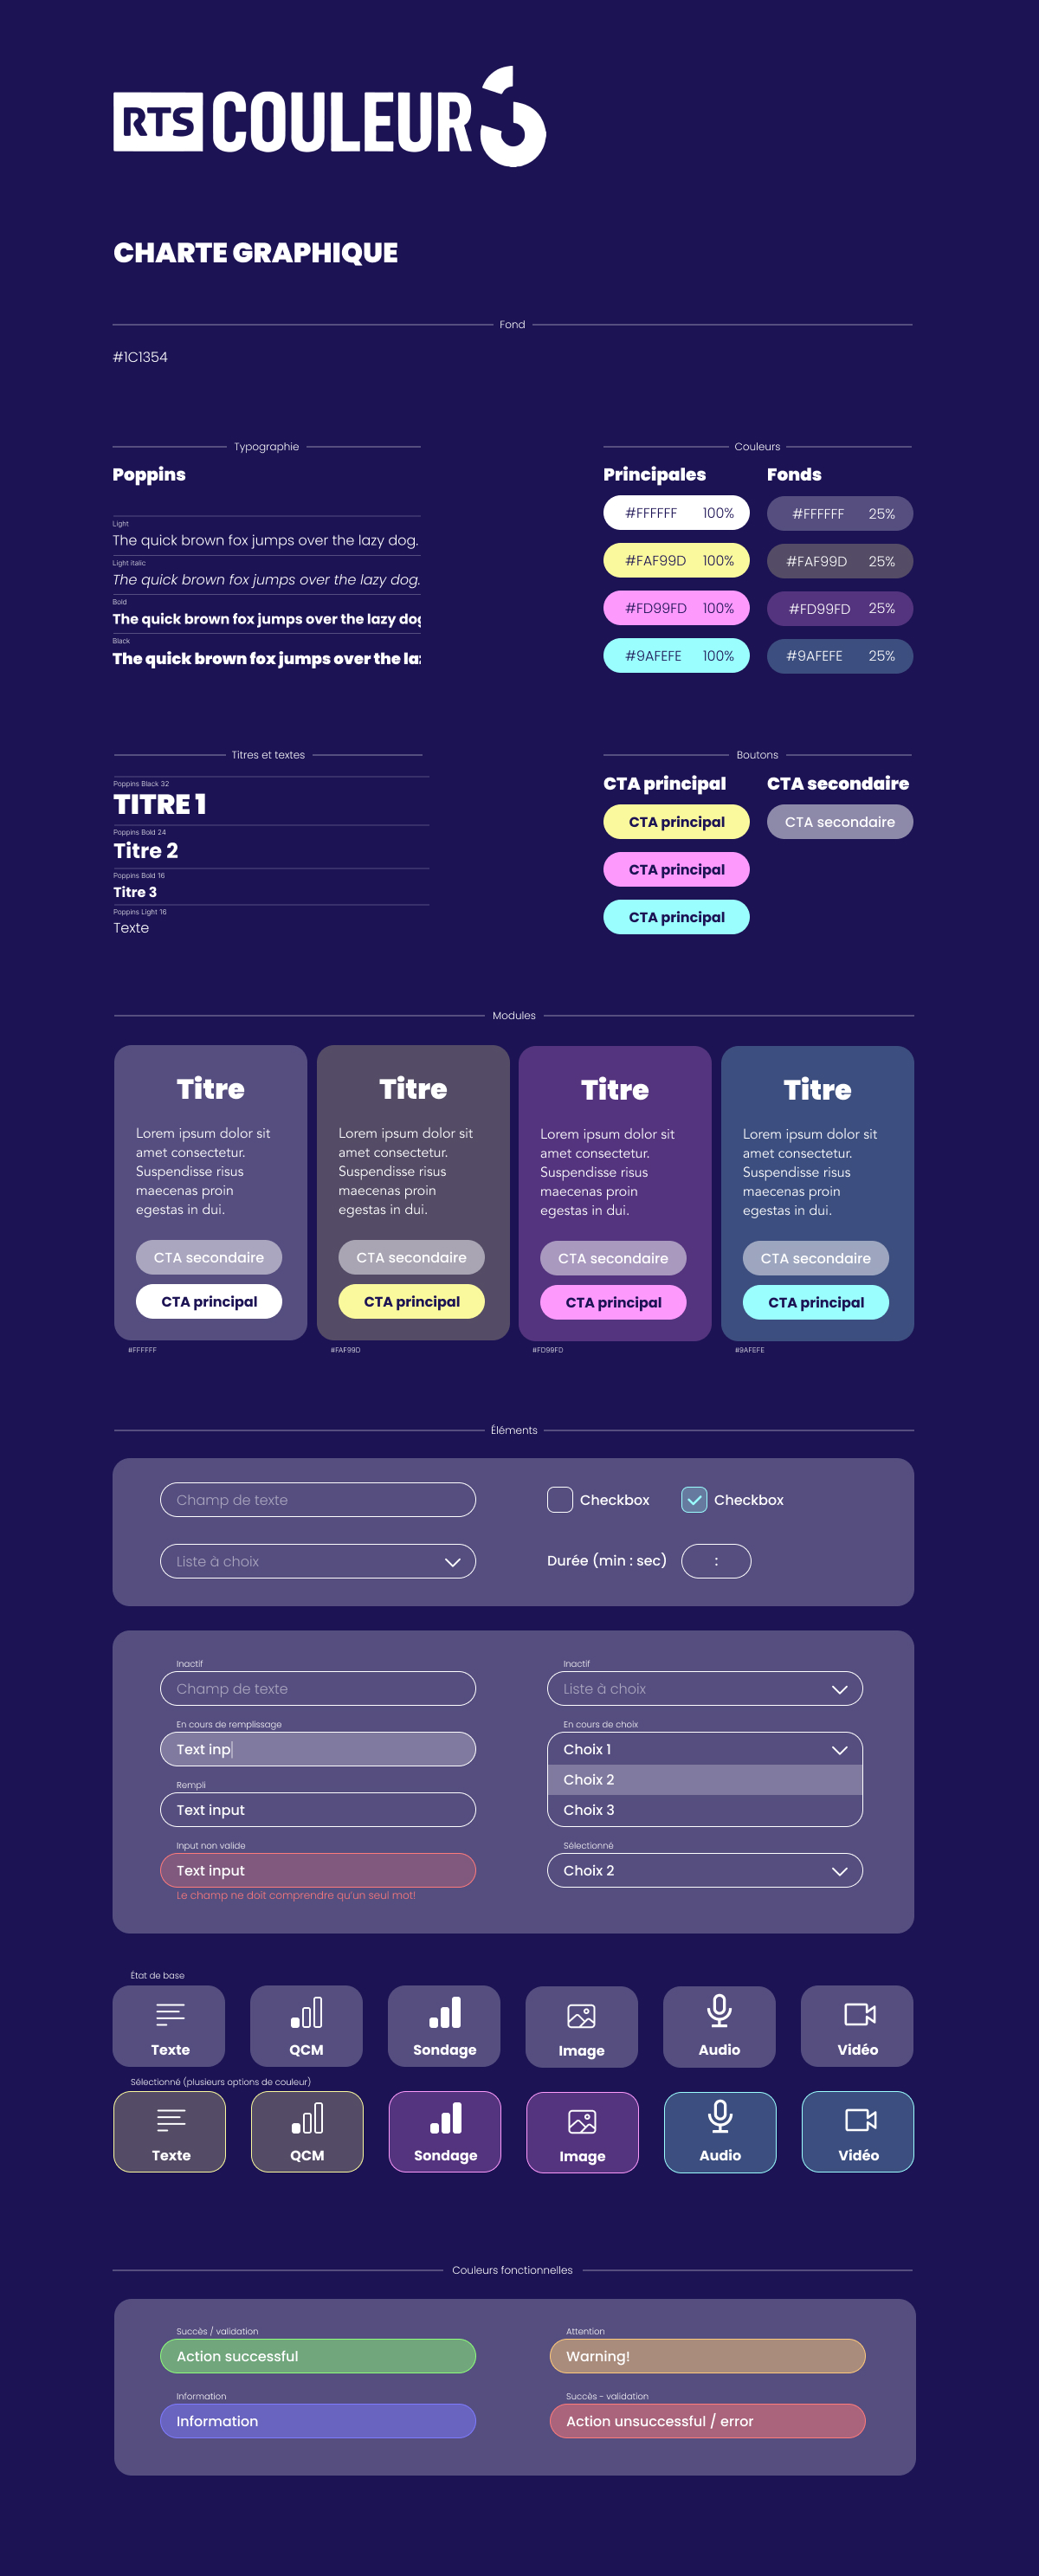 RTS COULEUR 3
CHARTE GRAPHIQUE
Fond
#1C1354
Typographie
Poppins
Light
The quick brown fox jumps over the lazy dog.
Light italic
The quick brown fox jumps over the lazy dog.
Bold
The quick brown fox jumps over the lazy dog
Black
The quick brown fox jumps over the la
Couleurs
Principales
#FFFFFF 100%
#FAF99D 100%
#FD99FD 100%
#9AFEFE 100%
Fonds
#FFFFFF 25%
#FAF99D 25%
#FD99FD 25%
#9AFEFE 25%
Titres et textes
Poppins Black 32
TITRE 1
Poppins Bold 24
Titre 2
Poppins Bold 16
Titre 3
Poppins Light 16
Texte
Boutons
CTA principal
CTA principal
CTA principal
CTA principal
CTA secondaire
CTA secondaire
Modules
Titre
Lorem ipsum dolor sit
amet consectetur.
Suspendisse risus
maecenas proin
egestas in dui.
CTA secondaire
CTA principal
#FFFFFF
Titre
Lorem ipsum dolor sit
amet consectetur.
Suspendisse risus
maecenas proin
egestas in dui.
CTA secondaire
CTA principal
#FAF99D
Titre
Lorem ipsum dolor sit
amet consectetur.
Suspendisse risus
maecenas proin
egestas in dui.
CTA secondaire
CTA principal
#FD99FD
Titre
Lorem ipsum dolor sit
amet consectetur.
Suspendisse risus
maecenas proin
egestas in dui.
CTA secondaire
CTA principal
#9AFEFE
Éléments
Champ de texte
Checkbox
Checkbox
Liste à choix
Durée (min : sec)
:
Inactif
Champ de texte
En cours de remplissage
Text inp
Rempli
Text input
Input non valide
Text input
Le champ ne doit comprendre qu'un seul mot!
Inactif
Liste à choix
En cours de choix
Choix 1
Choix 2
Choix 3
Sélectionné
Choix 2
État de base
Texte
QCM
Sondage
Image
Audio
Vidéo
Sélectionné (plusieurs options de couleur)
Texte
QCM
Sondage
Image
Audio
Vidéo
Couleurs fonctionnelles
Succès / validation
Action successful
Attention
Warning!
Information
Information
Succès - validation
Action unsuccessful / error